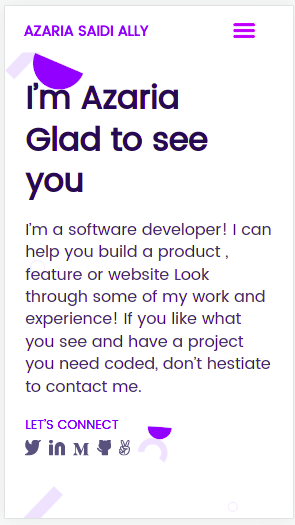 AZARIA SAIDI ALLY
I'm Azaria
Glad to see
you
I'm a software developer! I can
help you build a product ,
feature or website Look
through some of my work and
experience! If you like what
you see and have a project
you need coded, don't hestiate
to contact me.
LET'S CONNECT